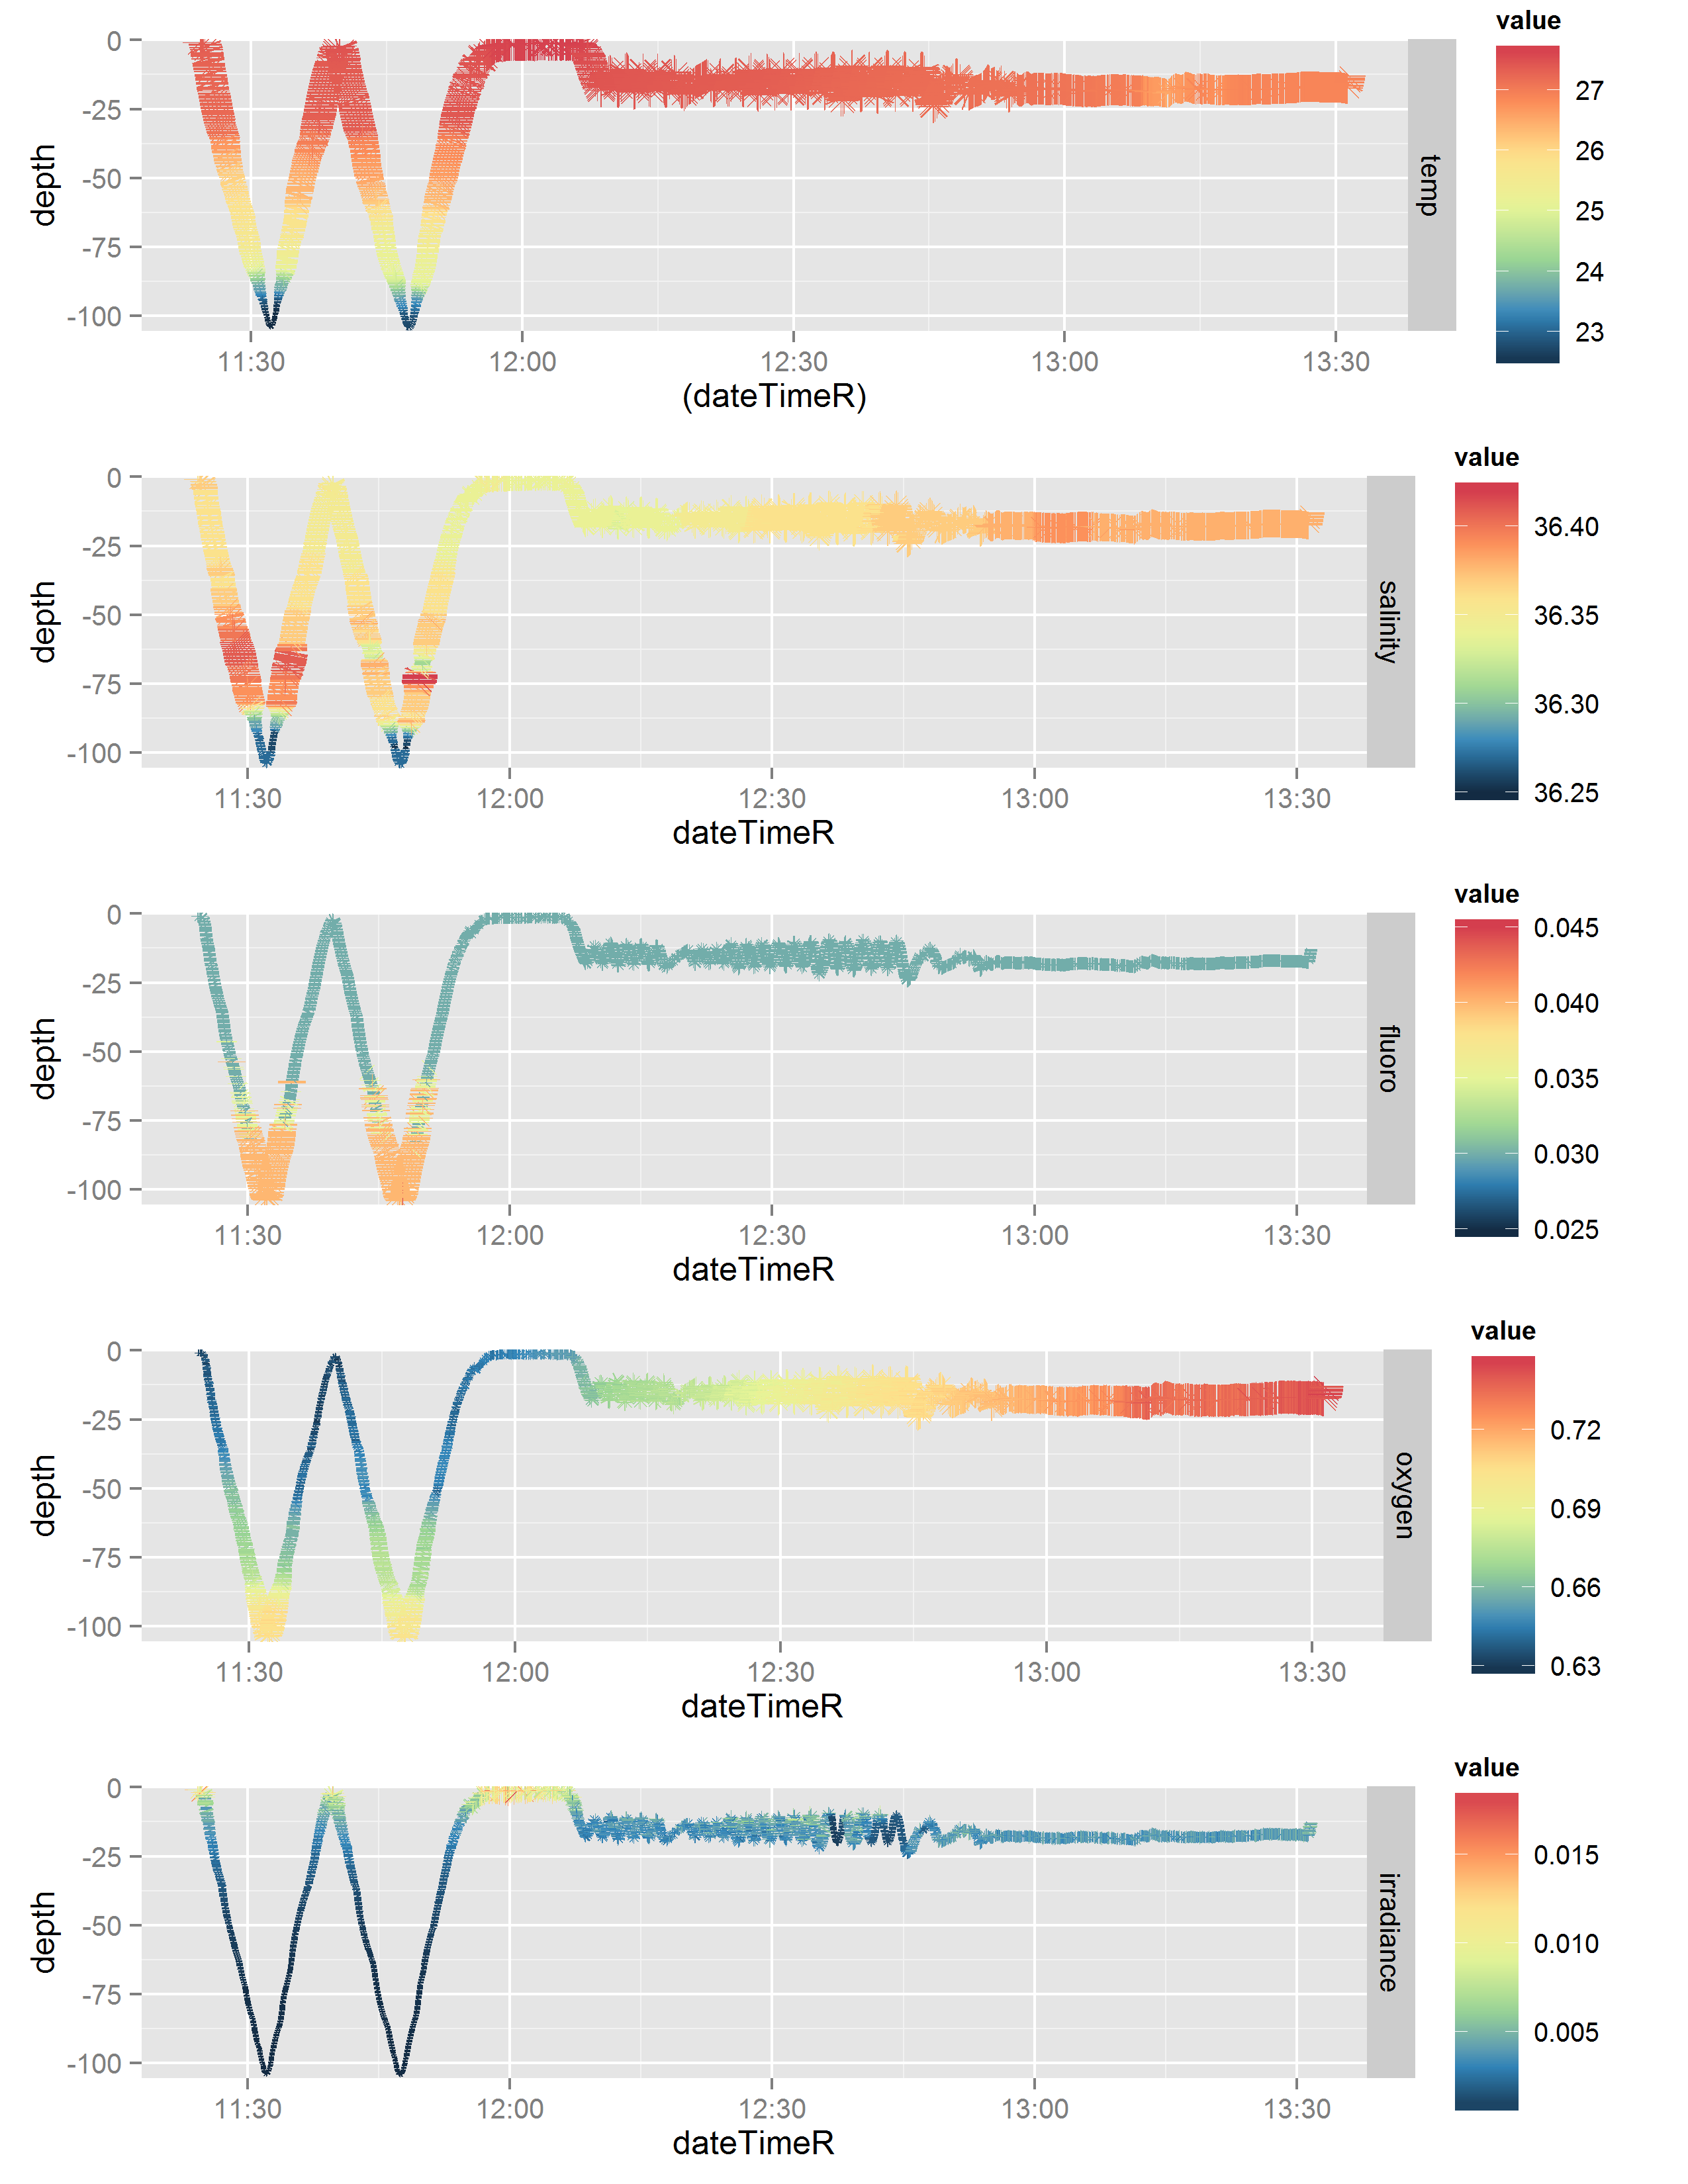 value
0
-25
-50
-75
-100
depth
temp
27
26
25
24
23
11:30 12:00 12:30 13:00 13:30
(dateTimeR)
value
0
-25
-50
-75
-100
depth
salinity
36.40
36.35
36.30
36.25
11:30 12:00 12:30 13:00 13:30
dateTimeR
value
0
-25
-50
-75
-100
depth
fluoro
0.045
0.040
0.035
0.030
0.025
11:30 12:00 12:30 13:00 13:30
dateTimeR
value
0
-25
-50
-75
-100
depth
oxygen
0.72
0.69
0.66
0.63
11:30 12:00 12:30 13:00 13:30
dateTimeR
value
0
-25
-50
-75
-100
depth
irradiance
0.015
0.010
0.005
11:30 12:00 12:30 13:00 13:30
dateTimeR